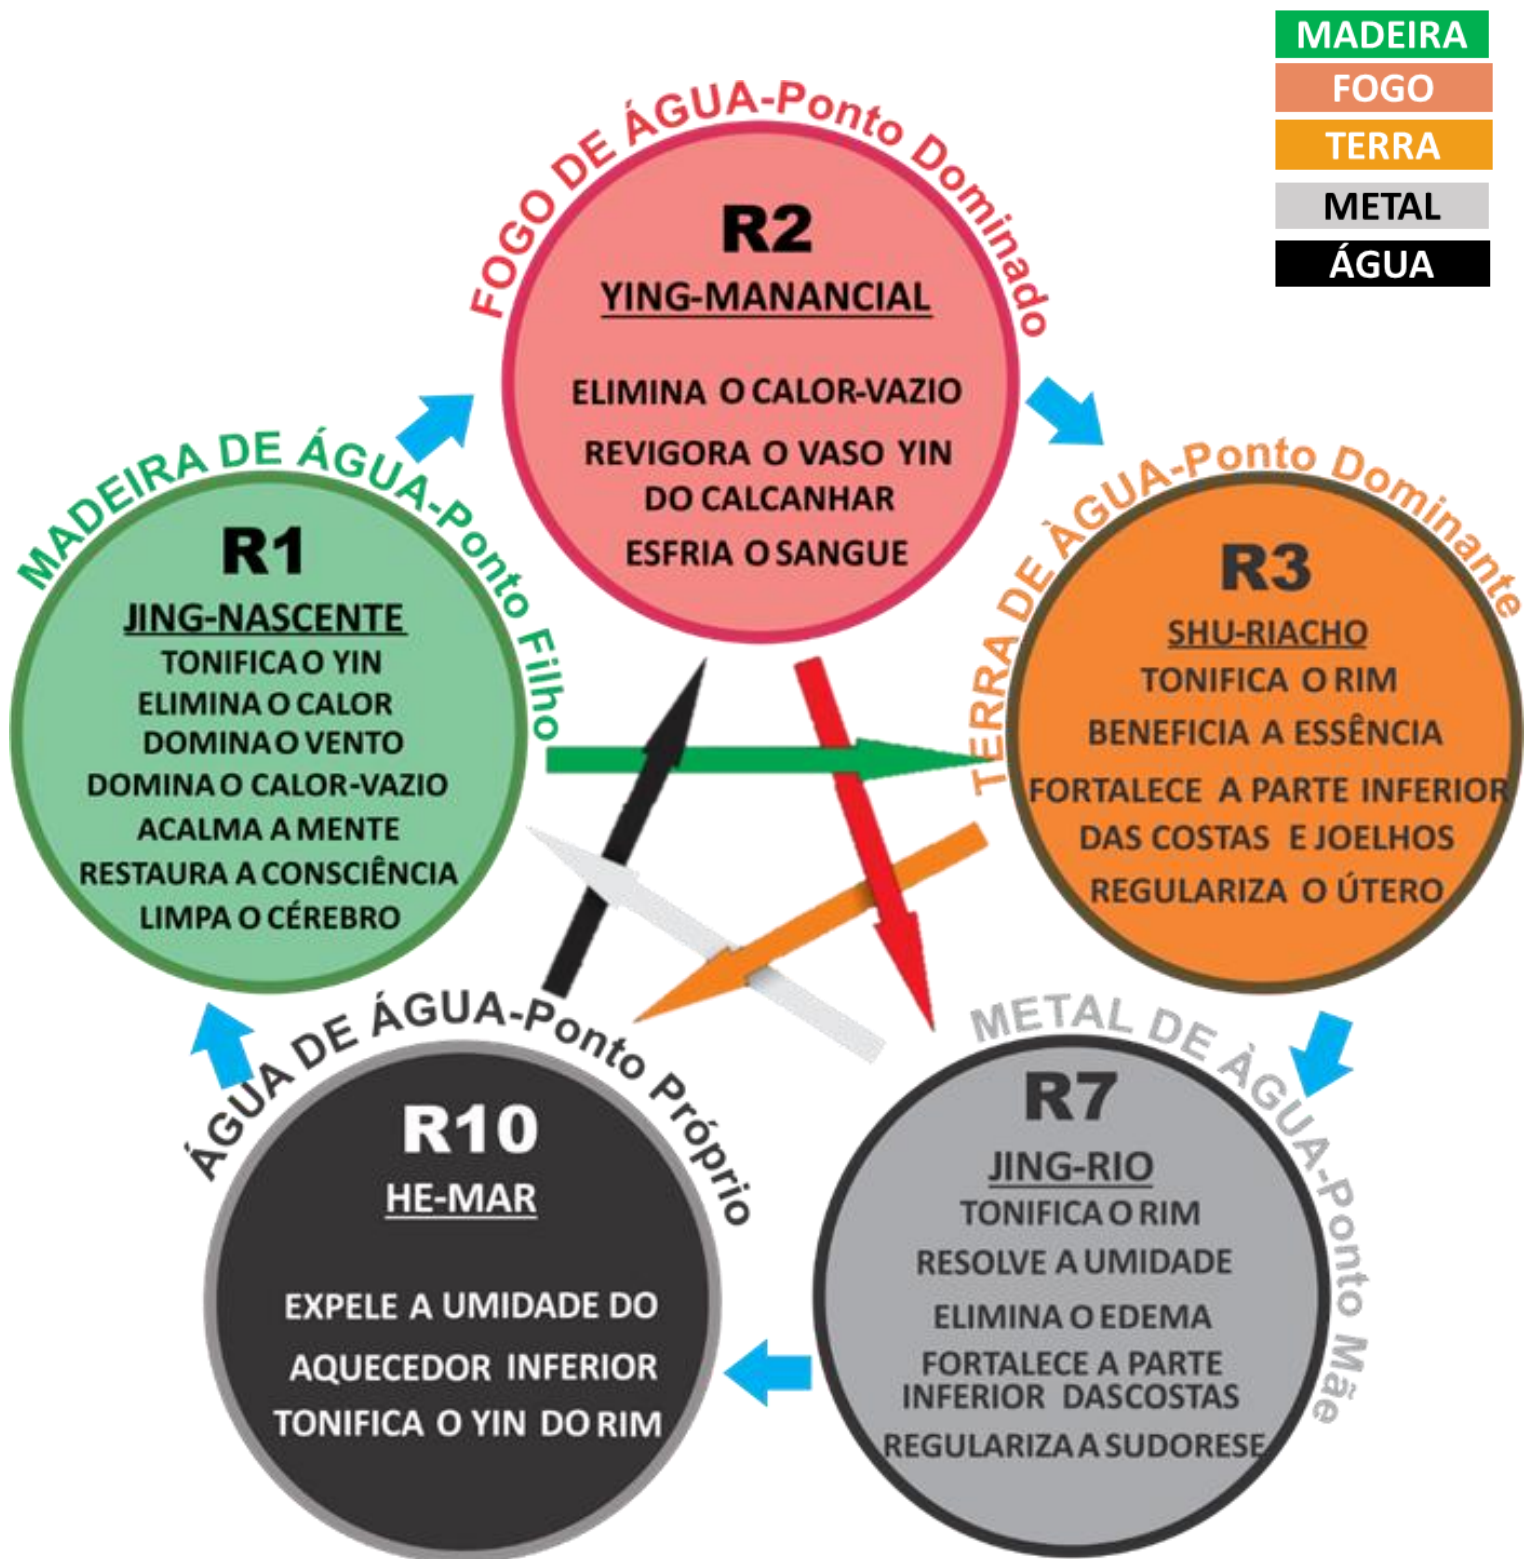 MADEIRA
FOGO
TERRA
METAL
ÁGUA
FOGO DE ÁGUA-Ponto Dominado
R2
YING-MANANCIAL
ELIMINA O CALOR-VAZIO
REVIGORA O VASO YIN
DO CALCANHAR
ESFRIA O SANGUE
MADEIRA DE ÁGUA-Ponto Filho
R1
JING-NASCENTE
TONIFICA O YIN
ELIMINA O CALOR
DOMINA O VENTO
DOMINA O CALOR-VAZIO
ACALMA A MENTE
RESTAURA A CONSCIÊNCIA
LIMPA O CÉREBRO
TERRA DE ÀGUA-Ponto Dominante
R3
SHU-RIACHO
TONIFICA O RIM
BENEFICIA A ESSÊNCIA
FORTALECE A PARTE INFERIOR
DAS COSTAS E JOELHOS
REGULARIZA O ÚTERO
ÁGUA DE ÁGUA-Ponto Próprio
R10
HE-MAR
EXPELE A UMIDADE DO
AQUECEDOR INFERIOR
TONIFICA O YIN DO RIM
METAL DE ÀGUA-Ponto Mãe
R7
JING-RIO
TONIFICA O RIM
RESOLVE A UMIDADE
ELIMINA O EDEMA
FORTALECE A PARTE
INFERIOR DASCOSTAS
REGULARIZA A SUDORESE